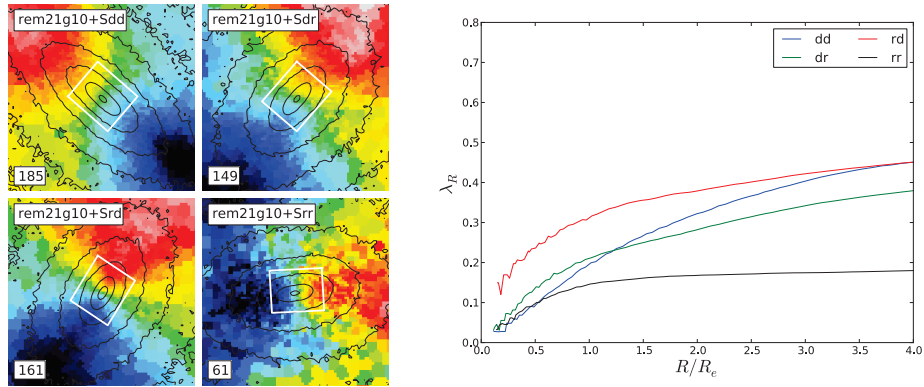 rem21g10+Sdd
rem21g10+Sdr
185
149
rem21g10+Srd
rem21g10+Srr
161
61
0.8
0.7
0.6
0.5
0.4
0.3
0.2
0.1
0.0
λ_R
dd
rd
dr
rr
0.0 0.5 1.0 1.5 2.0 2.5 3.0 3.5 4.0
R/R_e